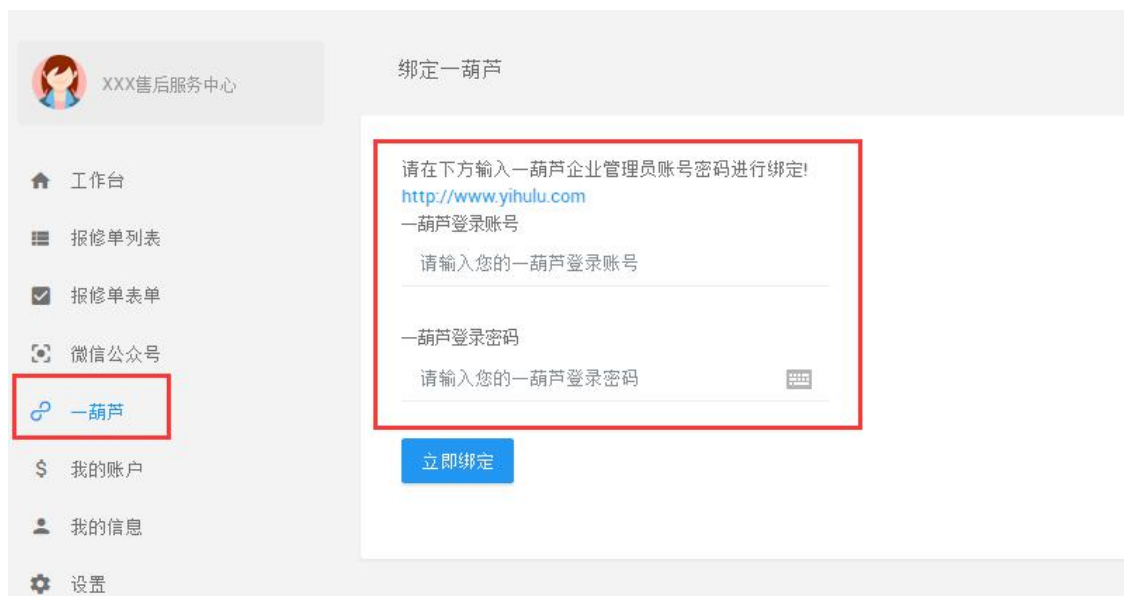 XXX售后服务中心
工作台
报修单列表
报修单表单
微信公众号
一葫芦
我的账户
我的信息
设置
绑定一葫芦
请在下方输入一葫芦企业管理员账号密码进行绑定!
http://www.yihulu.com
一葫芦登录账号
请输入您的一葫芦登录账号
一葫芦登录密码
请输入您的一葫芦登录密码
立即绑定